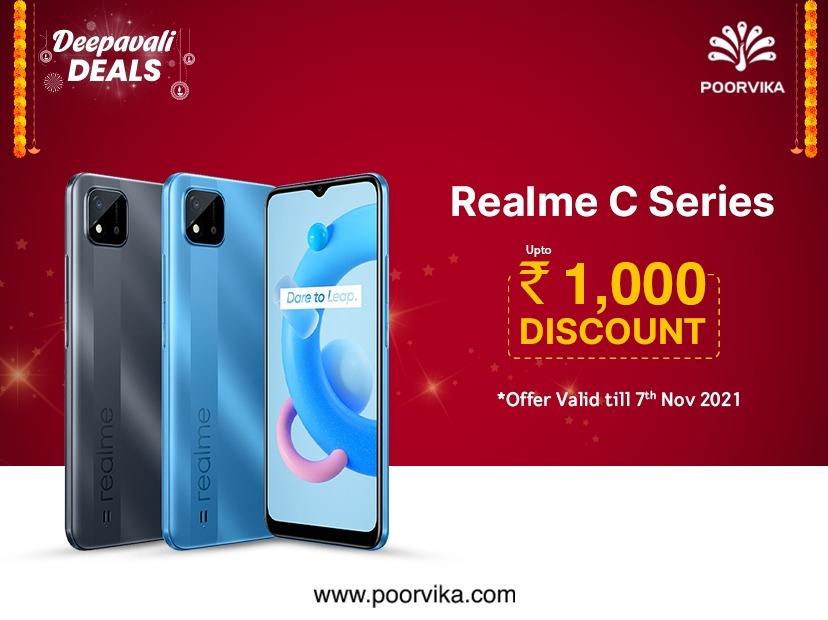 Deepavali
DEALS
POORVIKA
Realme C Series
Upto
₹ 1,000
DISCOUNT
*Offer Valid till 7th Nov 2021
Dare to Leap.
realme
realme
www.poorvika.com